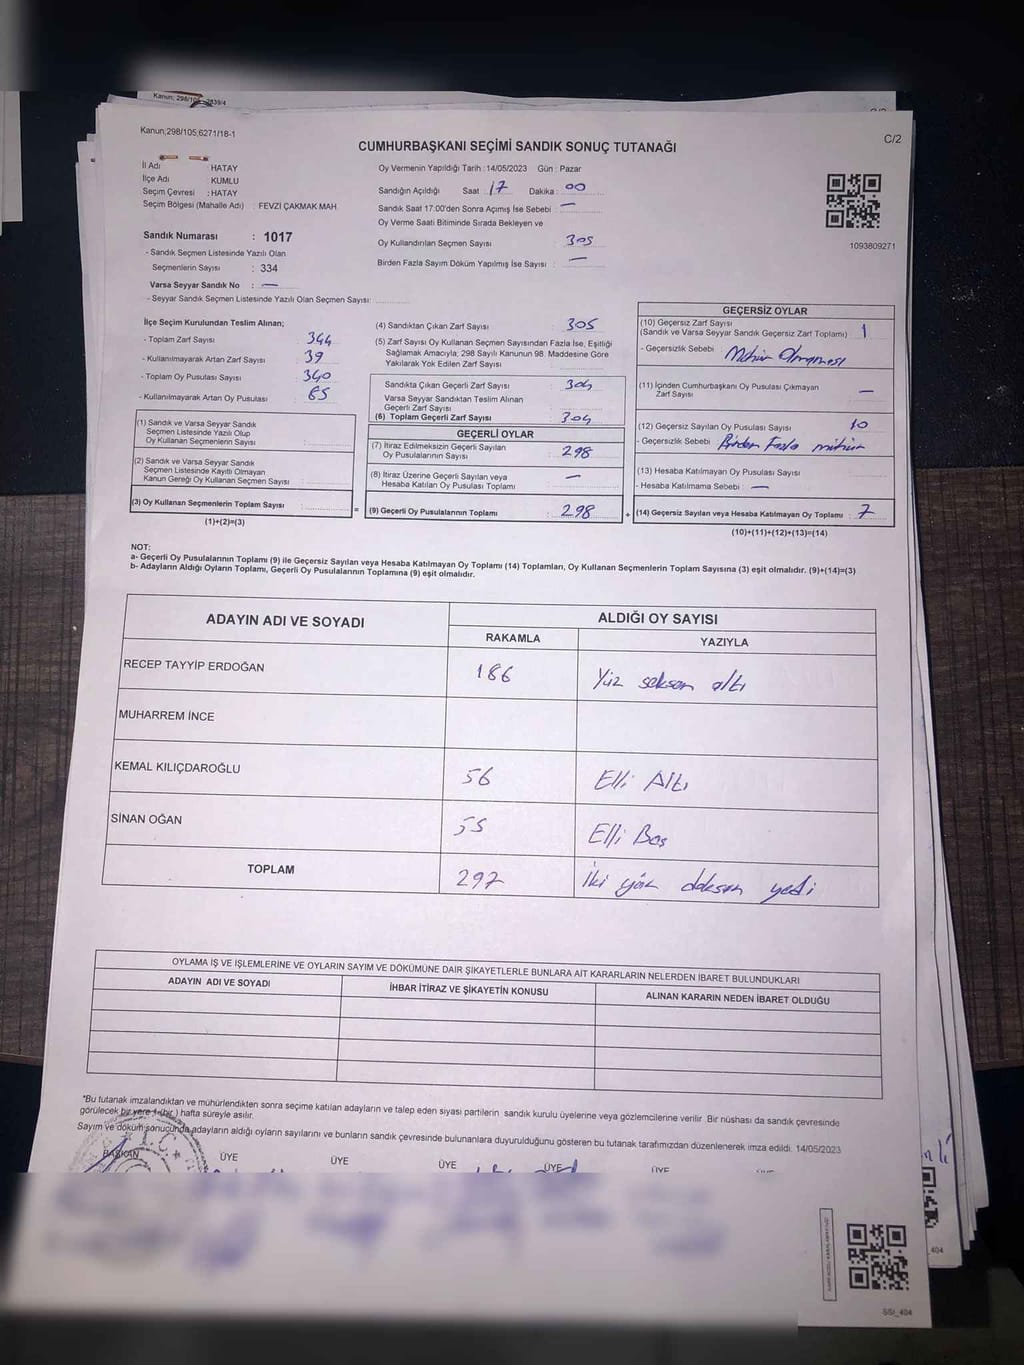 Kanun, 298/105 2839/4
Kanun,298/105,6271/18-1
C/2
CUMHURBAŞKANI SEÇİMİ SANDIK SONUÇ TUTANAĞI
İl Adı : HATAY
İlçe Adı : KUMLU
Seçim Çevresi : HATAY
Seçim Bölgesi (Mahalle Adı) : FEVZİ ÇAKMAK MAH
Oy Vermenin Yapıldığı Tarih : 14/05/2023 Gün : Pazar
Sandığın Açıldığı Saat : 17 Dakika : 00
Sandık Saat 17:00'den Sonra Açımış İse Sebebi : —
Oy Verme Saati Bitiminde Sırada Bekleyen ve
Oy Kullandırılan Seçmen Sayısı : 305
Birden Fazla Sayım Döküm Yapılmış İse Sayısı : —
1093809271
Sandık Numarası : 1017
- Sandık Seçmen Listesinde Yazılı Olan
Seçmenlerin Sayısı : 334
Varsa Seyyar Sandık No : —
- Seyyar Sandık Seçmen Listesinde Yazılı Olan Seçmen Sayısı:
İlçe Seçim Kurulundan Teslim Alınan;
- Toplam Zarf Sayısı : 344
- Kullanılmayarak Artan Zarf Sayısı : 39
- Toplam Oy Pusulası Sayısı : 340
- Kullanılmayarak Artan Oy Pusulası : 65
(1) Sandık ve Varsa Seyyar Sandık
Seçmen Listesinde Yazılı Olup
Oy Kullanan Seçmenlerin Sayısı :
(2) Sandık ve Varsa Seyyar Sandık
Seçmen Listesinde Kayıtlı Olmayan
Kanun Gereği Oy Kullanan Seçmen Sayısı :
(3) Oy Kullanan Seçmenlerin Toplam Sayısı :
(1)+(2)=(3)
(4) Sandıktan Çıkan Zarf Sayısı : 305
(5) Zarf Sayısı Oy Kullanan Seçmen Sayısından Fazla İse, Eşitliği
Sağlamak Amacıyla; 298 Sayılı Kanunun 98. Maddesine Göre
Yakılarak Yok Edilen Zarf Sayısı :
Sandıkta Çıkan Geçerli Zarf Sayısı : 304
Varsa Seyyar Sandıktan Teslim Alınan
Geçerli Zarf Sayısı :
(6) Toplam Geçerli Zarf Sayısı : 304
GEÇERLİ OYLAR
(7) İtiraz Edilmeksizin Geçerli Sayılan
Oy Pusulalarının Sayısı : 298
(8) İtiraz Üzerine Geçerli Sayılan veya
Hesaba Katılan Oy Pusulası Toplamı : —
= (9) Geçerli Oy Pusulalarının Toplamı : 298
GEÇERSİZ OYLAR
(10) Geçersiz Zarf Sayısı
(Sandık ve Varsa Seyyar Sandık Geçersiz Zarf Toplamı) : 1
- Geçersizlik Sebebi : Mühür Olmaması
(11) İçinden Cumhurbaşkanı Oy Pusulası Çıkmayan
Zarf Sayısı : —
(12) Geçersiz Sayılan Oy Pusulası Sayısı : 10
- Geçersizlik Sebebi : Birden Fazla mühür
(13) Hesaba Katılmayan Oy Pusulası Sayısı :
- Hesaba Katılmama Sebebi : —
+ (14) Geçersiz Sayılan veya Hesaba Katılmayan Oy Toplamı : 7
(10)+(11)+(12)+(13)=(14)
NOT:
a- Geçerli Oy Pusulalarının Toplamı (9) ile Geçersiz Sayılan veya Hesaba Katılmayan Oy Toplamı (14) Toplamları, Oy Kullanan Seçmenlerin Toplam Sayısına (3) eşit olmalıdır. (9)+(14)=(3)
b- Adayların Aldığı Oyların Toplamı, Geçerli Oy Pusulalarının Toplamına (9) eşit olmalıdır.
ADAYIN ADI VE SOYADI
ALDIĞI OY SAYISI
RAKAMLA YAZIYLA
RECEP TAYYİP ERDOĞAN 186 Yüz seksen altı
MUHARREM İNCE
KEMAL KILIÇDAROĞLU 56 Elli Altı
SİNAN OĞAN 55 Elli Beş
TOPLAM 297 İki yüz doksan yedi
OYLAMA İŞ VE İŞLEMLERİNE VE OYLARIN SAYIM VE DÖKÜMÜNE DAİR ŞİKAYETLERLE BUNLARA AİT KARARLARIN NELERDEN İBARET BULUNDUKLARI
ADAYIN ADI VE SOYADI İHBAR İTİRAZ VE ŞİKAYETİN KONUSU ALINAN KARARIN NEDEN İBARET OLDUĞU
*Bu tutanak imzalandıktan ve mühürlendikten sonra seçime katılan adayların ve talep eden siyasi partilerin sandık kurulu üyelerine veya gözlemcilerine verilir. Bir nüshası da sandık çevresinde
görülecek bir yere 1 (bir ) hafta süreyle asılır.
Sayım ve döküm sonucunda adayların aldığı oyların sayılarını ve bunların sandık çevresinde bulunanlara duyurulduğunu gösteren bu tutanak tarafımızdan düzenlenerek imza edildi. 14/05/2023
BAŞKAN ÜYE ÜYE ÜYE ÜYE ÜYE
T.C.
_404
SSI_404